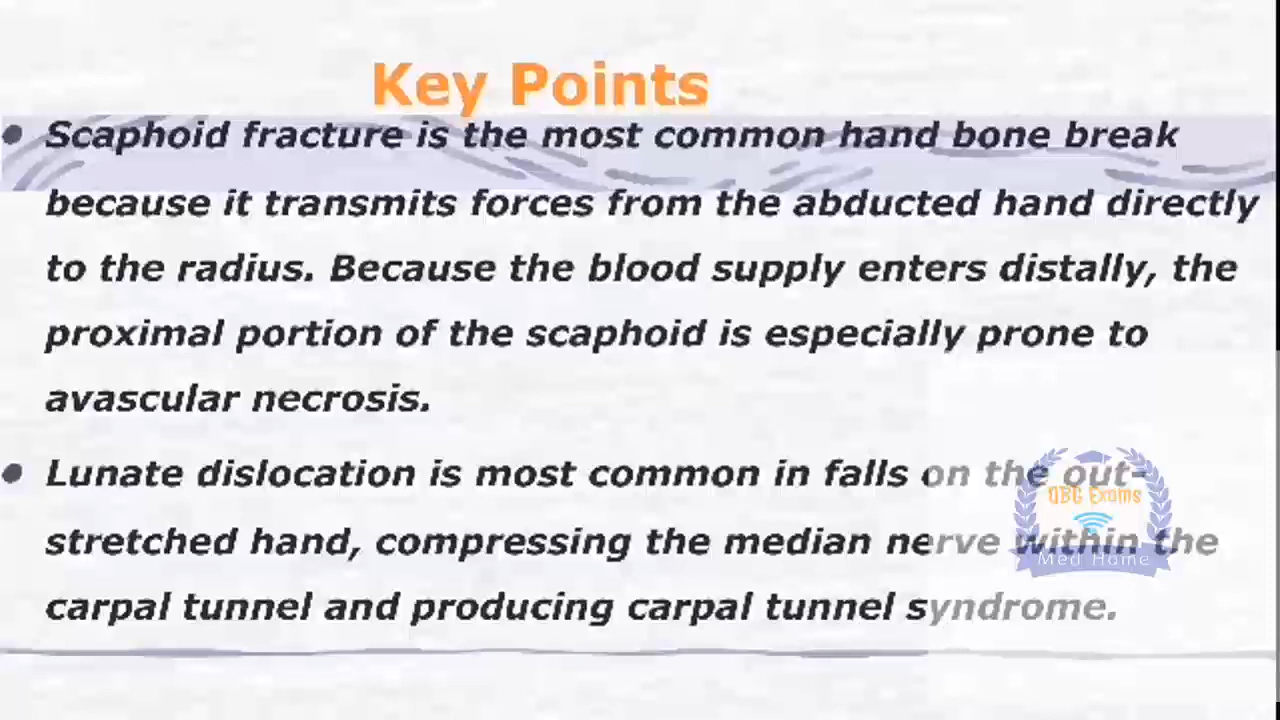 Key Points
• Scaphoid fracture is the most common hand bone break
because it transmits forces from the abducted hand directly
to the radius. Because the blood supply enters distally, the
proximal portion of the scaphoid is especially prone to
avascular necrosis.
• Lunate dislocation is most common in falls on the out-
stretched hand, compressing the median nerve within the
carpal tunnel and producing carpal tunnel syndrome.
QBG Exams
Med Home